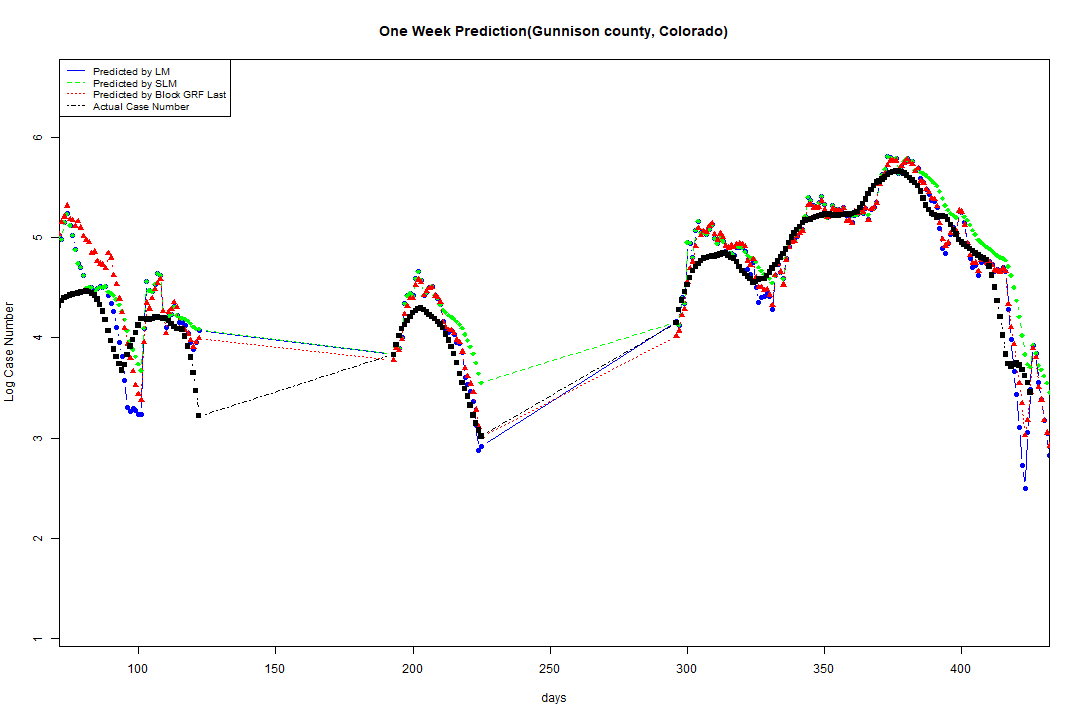 One Week Prediction(Gunnison county, Colorado)
Predicted by LM
Predicted by SLM
Predicted by Block GRF Last
Actual Case Number
Log Case Number
6
5
4
3
2
1
100 150 200 250 300 350 400
days